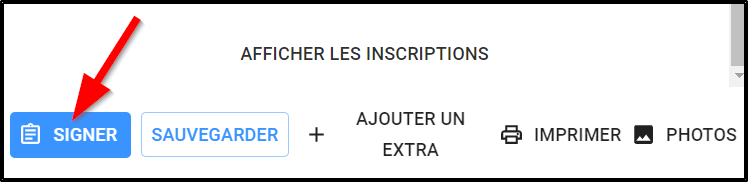 AFFICHER LES INSCRIPTIONS
SIGNER
SAUVEGARDER
AJOUTER UN
EXTRA
IMPRIMER
PHOTOS